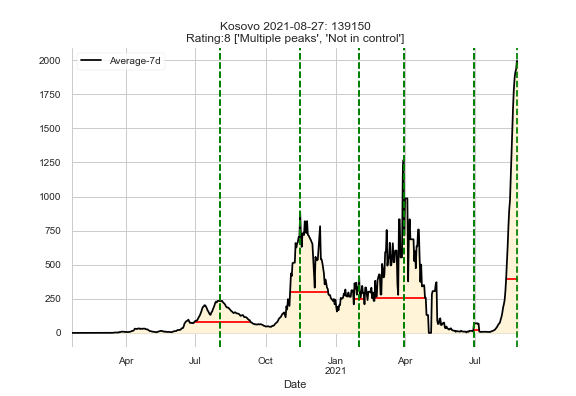 Kosovo 2021-08-27: 139150
Rating:8 ['Multiple peaks', 'Not in control']
Average-7d
2000
1750
1500
1250
1000
750
500
250
0
Apr
Jul
Oct
Jan
2021
Apr
Jul
Date